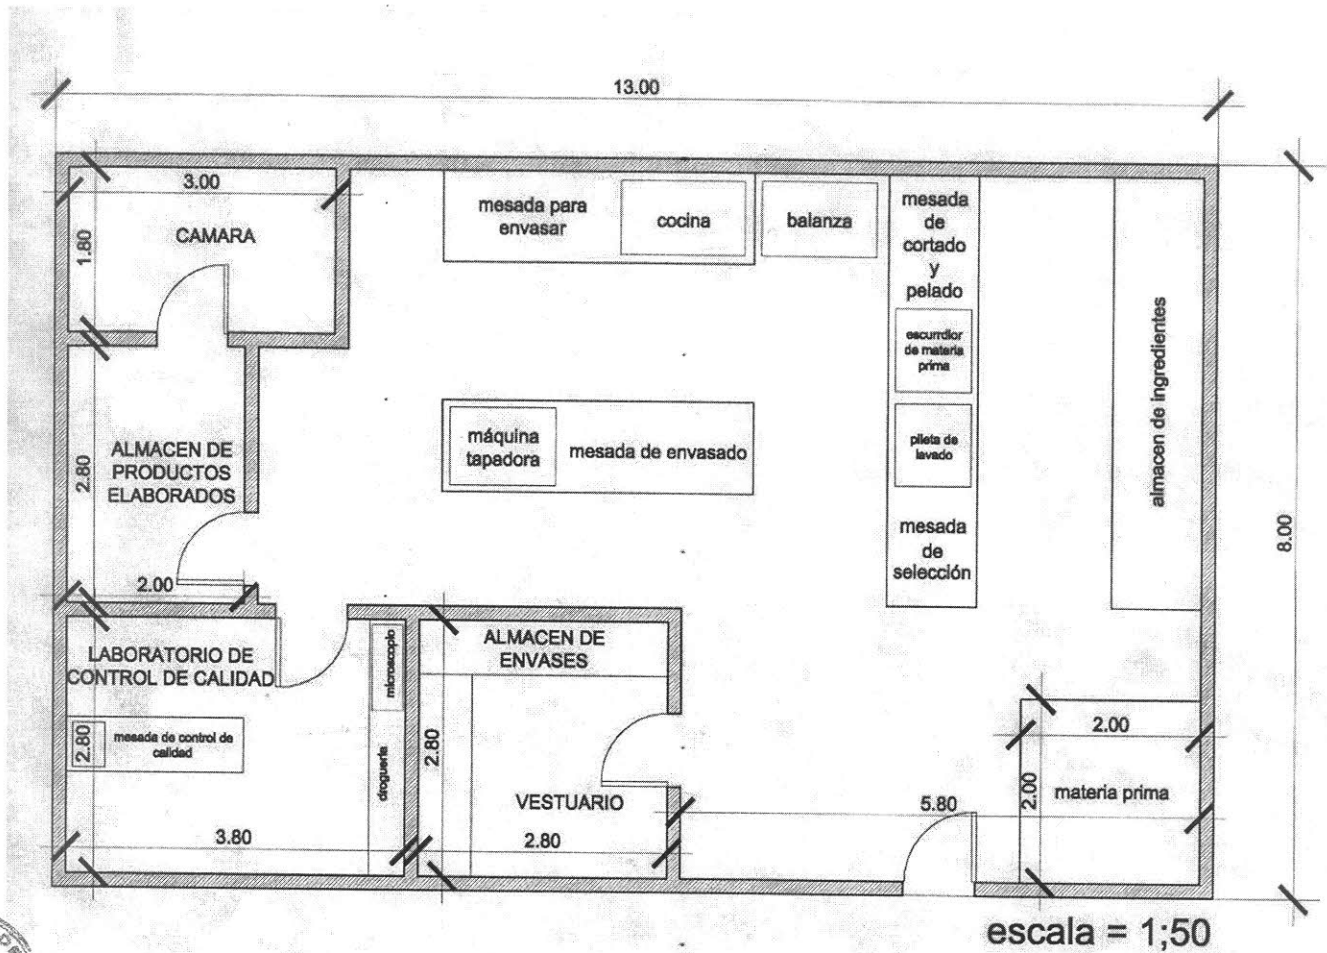 13.00
3.00
1.80
CAMARA
mesada para
envasar
cocina
balanza
mesada
de
cortado
y
pelado
escurrdior
de materia
prima
pileta de
lavado
mesada
de
selección
almacen de ingredientes
8.00
ALMACEN DE
PRODUCTOS
ELABORADOS
2.80
2.00
máquina
tapadora
mesada de envasado
LABORATORIO DE
CONTROL DE CALIDAD
microscopio
drogueria
2.80
mesada de control de
calidad
3.80
ALMACEN DE
ENVASES
2.80
VESTUARIO
2.80
5.80
2.00
2.00
materia prima
escala = 1;50